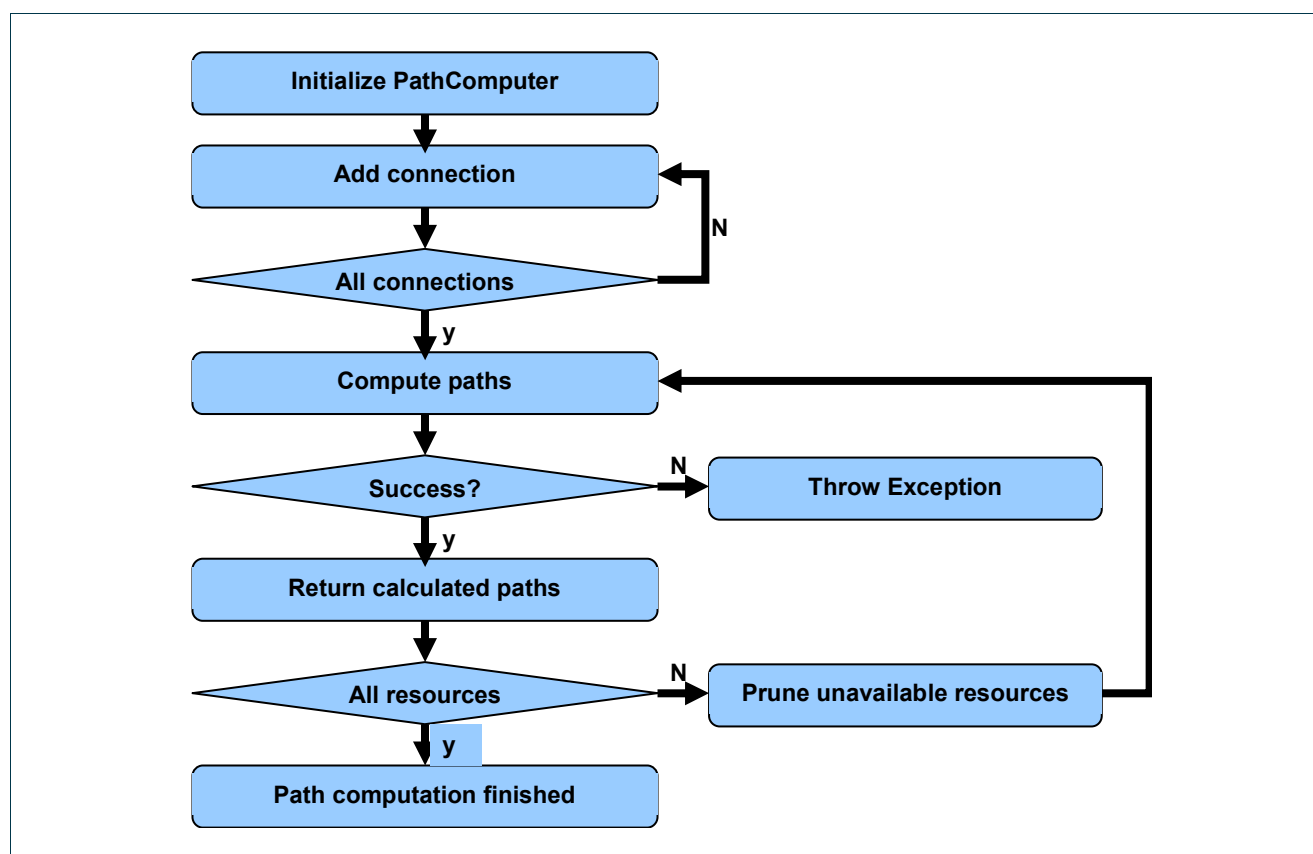 Initialize PathComputer
Add connection
N
All connections
y
Compute paths
Success?
N
Throw Exception
y
Return calculated paths
All resources
N
Prune unavailable resources
y
Path computation finished